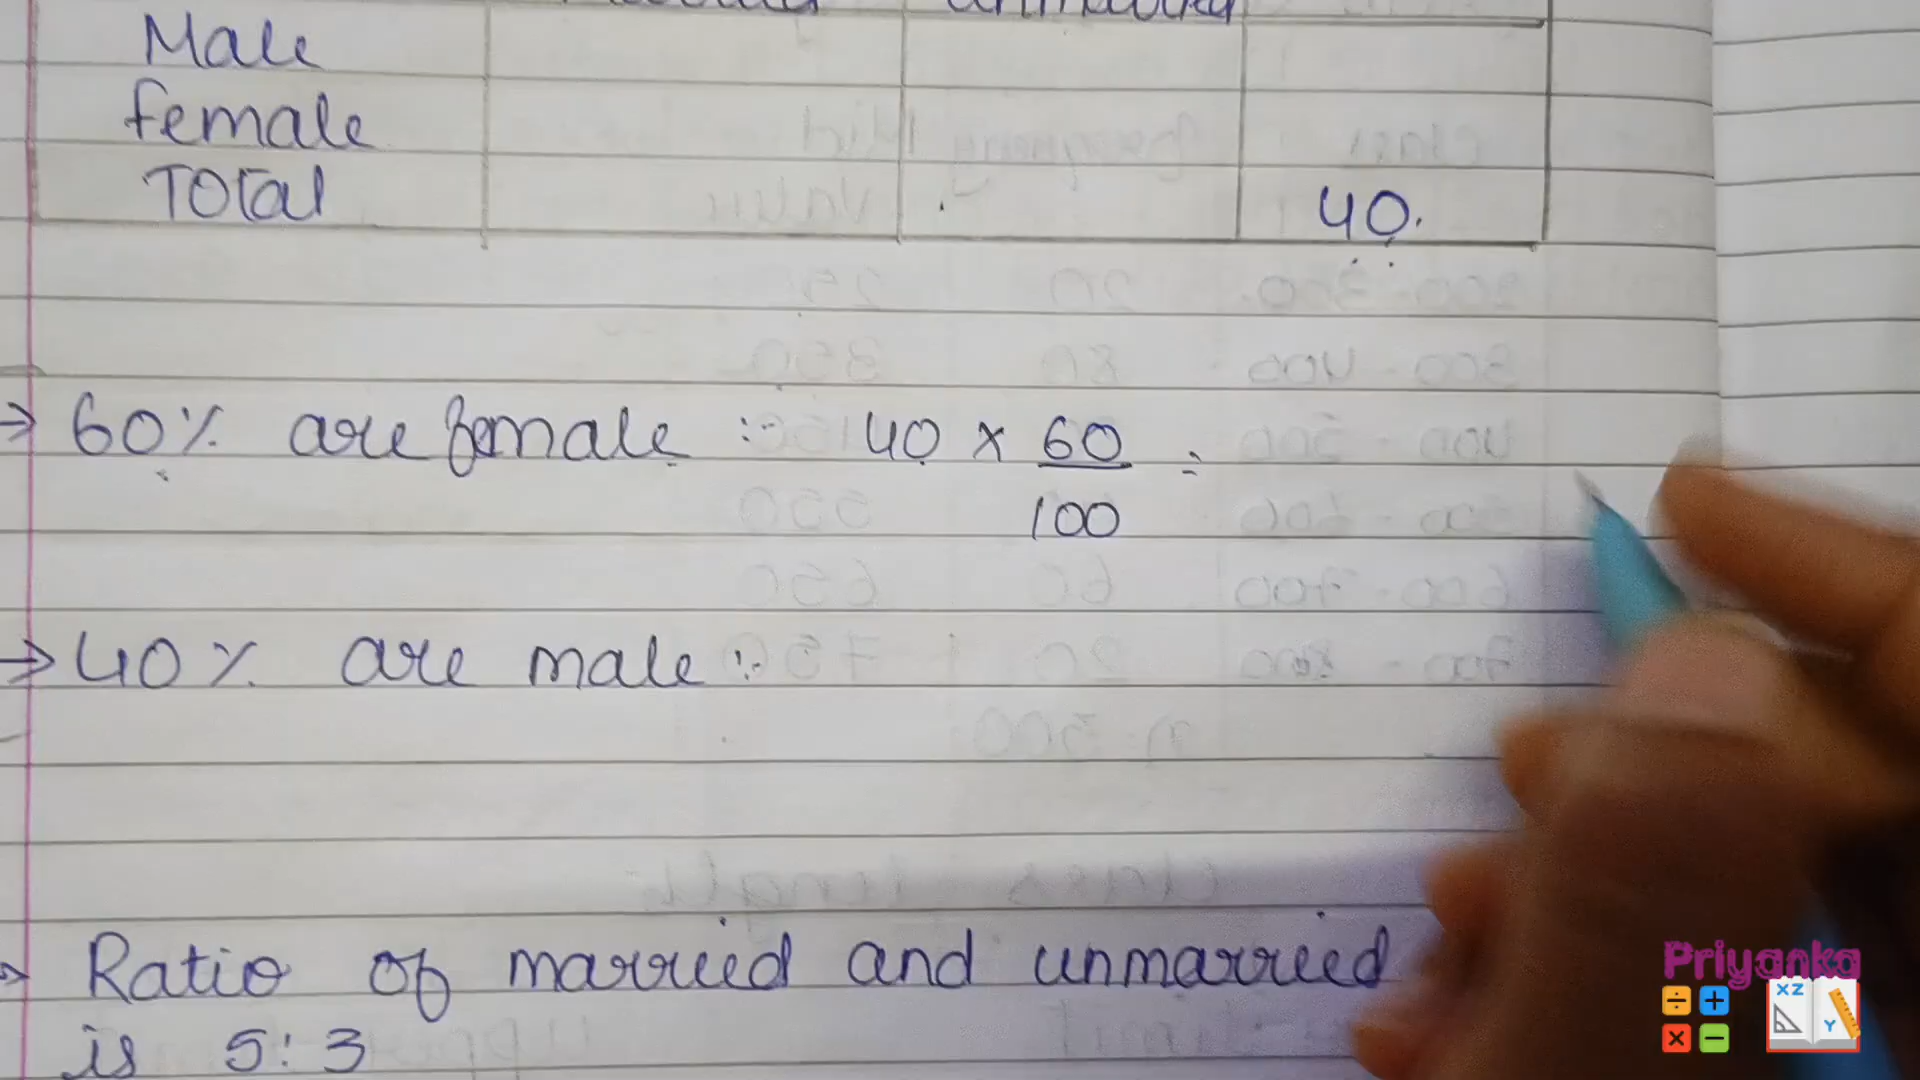 Male
female
Total 40.
→ 60% are female :- 40 × 60 =
100
→ 40% are male :-
→ Ratio of married and unmarried
is 5:3
Priyanka
XZ
Y